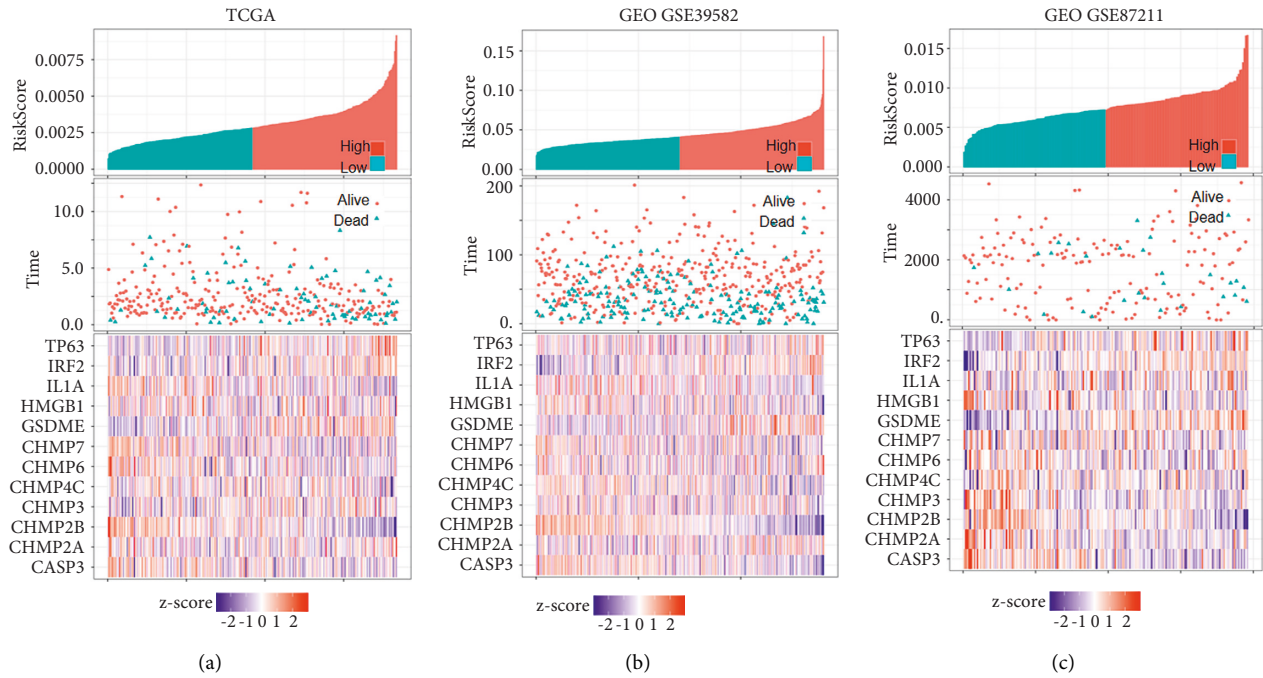 TCGA
RiskScore
0.0075
0.0050
0.0025
0.0000
High
Low
Time
10.0
5.0
0.0
Alive
Dead
TP63
IRF2
IL1A
HMGB1
GSDME
CHMP7
CHMP6
CHMP4C
CHMP3
CHMP2B
CHMP2A
CASP3
z-score
-2 -1 0 1 2
(a)
GEO GSE39582
RiskScore
0.15
0.10
0.05
0.00
High
Low
Time
200
100
0.
Alive
Dead
TP63
IRF2
IL1A
HMGB1
GSDME
CHMP7
CHMP6
CHMP4C
CHMP3
CHMP2B
CHMP2A
CASP3
z-score
-2 -1 0 1 2
(b)
GEO GSE87211
RiskScore
0.015
0.010
0.005
0.000
High
Low
Time
4000
2000
0.
Alive
Dead
TP63
IRF2
IL1A
HMGB1
GSDME
CHMP7
CHMP6
CHMP4C
CHMP3
CHMP2B
CHMP2A
CASP3
z-score
-2 -1 0 1 2
(c)